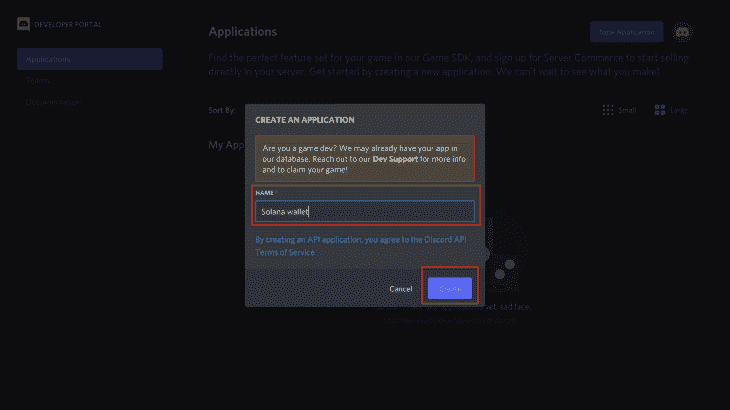 DEVELOPER PORTAL
Applications
New Application
Applications
Find the perfect feature set for your game in our Game SDK, and sign up for Server Commerce to start selling
directly in your server. Get started by creating a new application. We can't wait to see what you make!
Teams
Documentation
Sort By:
Small
Large
My App
CREATE AN APPLICATION
Are you a game dev? We may already have your app in
our database. Reach out to our Dev Support for more info
and to claim your game!
NAME
Solana wallet
By creating an API application, you agree to the Discord API
Terms of Service
Cancel
Create